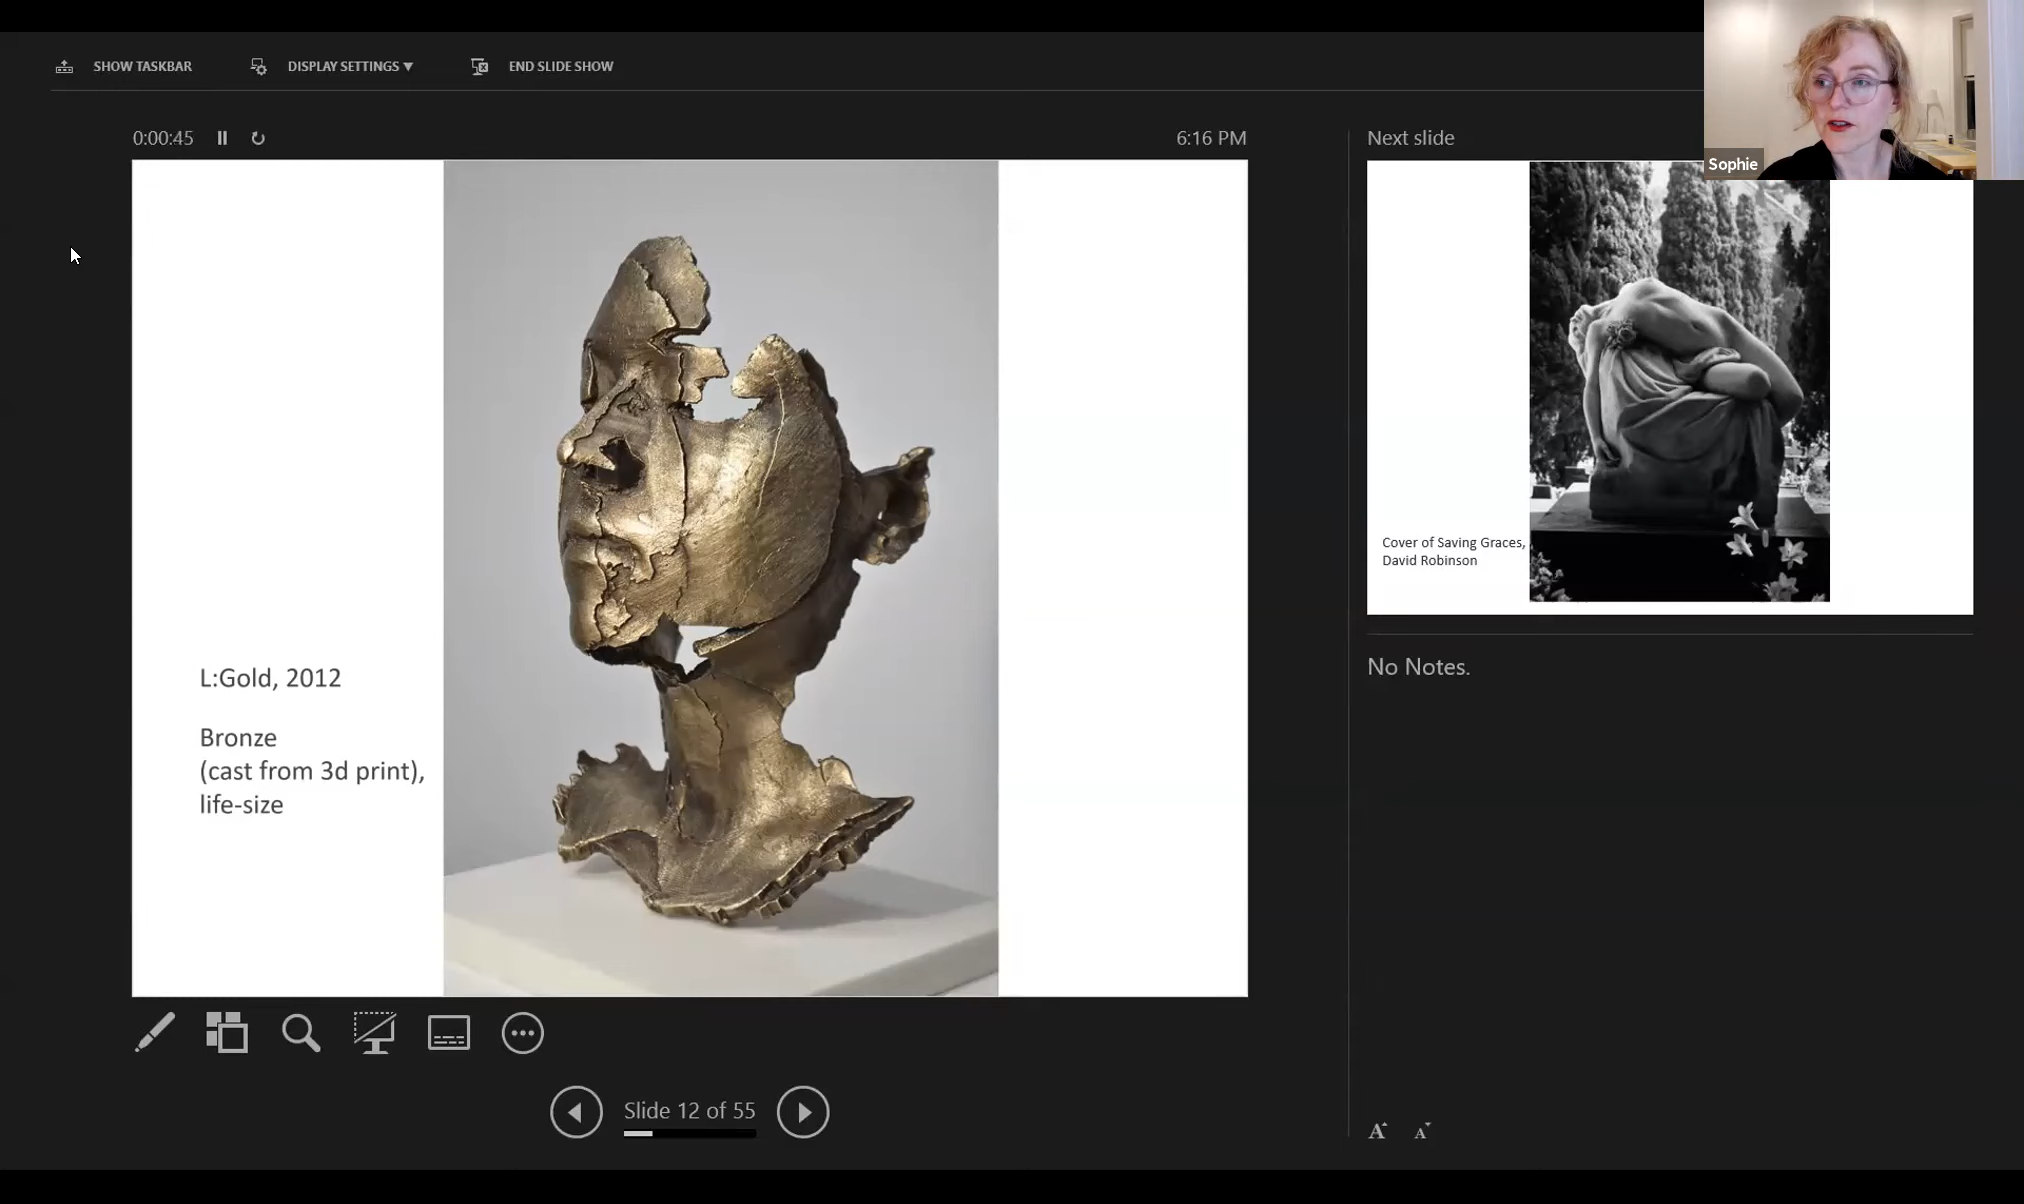 SHOW TASKBAR
DISPLAY SETTINGS ▼
END SLIDE SHOW
0:00:45
6:16 PM
Next slide
Sophie
L:Gold, 2012
Bronze
(cast from 3d print),
life-size
Cover of Saving Graces,
David Robinson
No Notes.
Slide 12 of 55
A
A